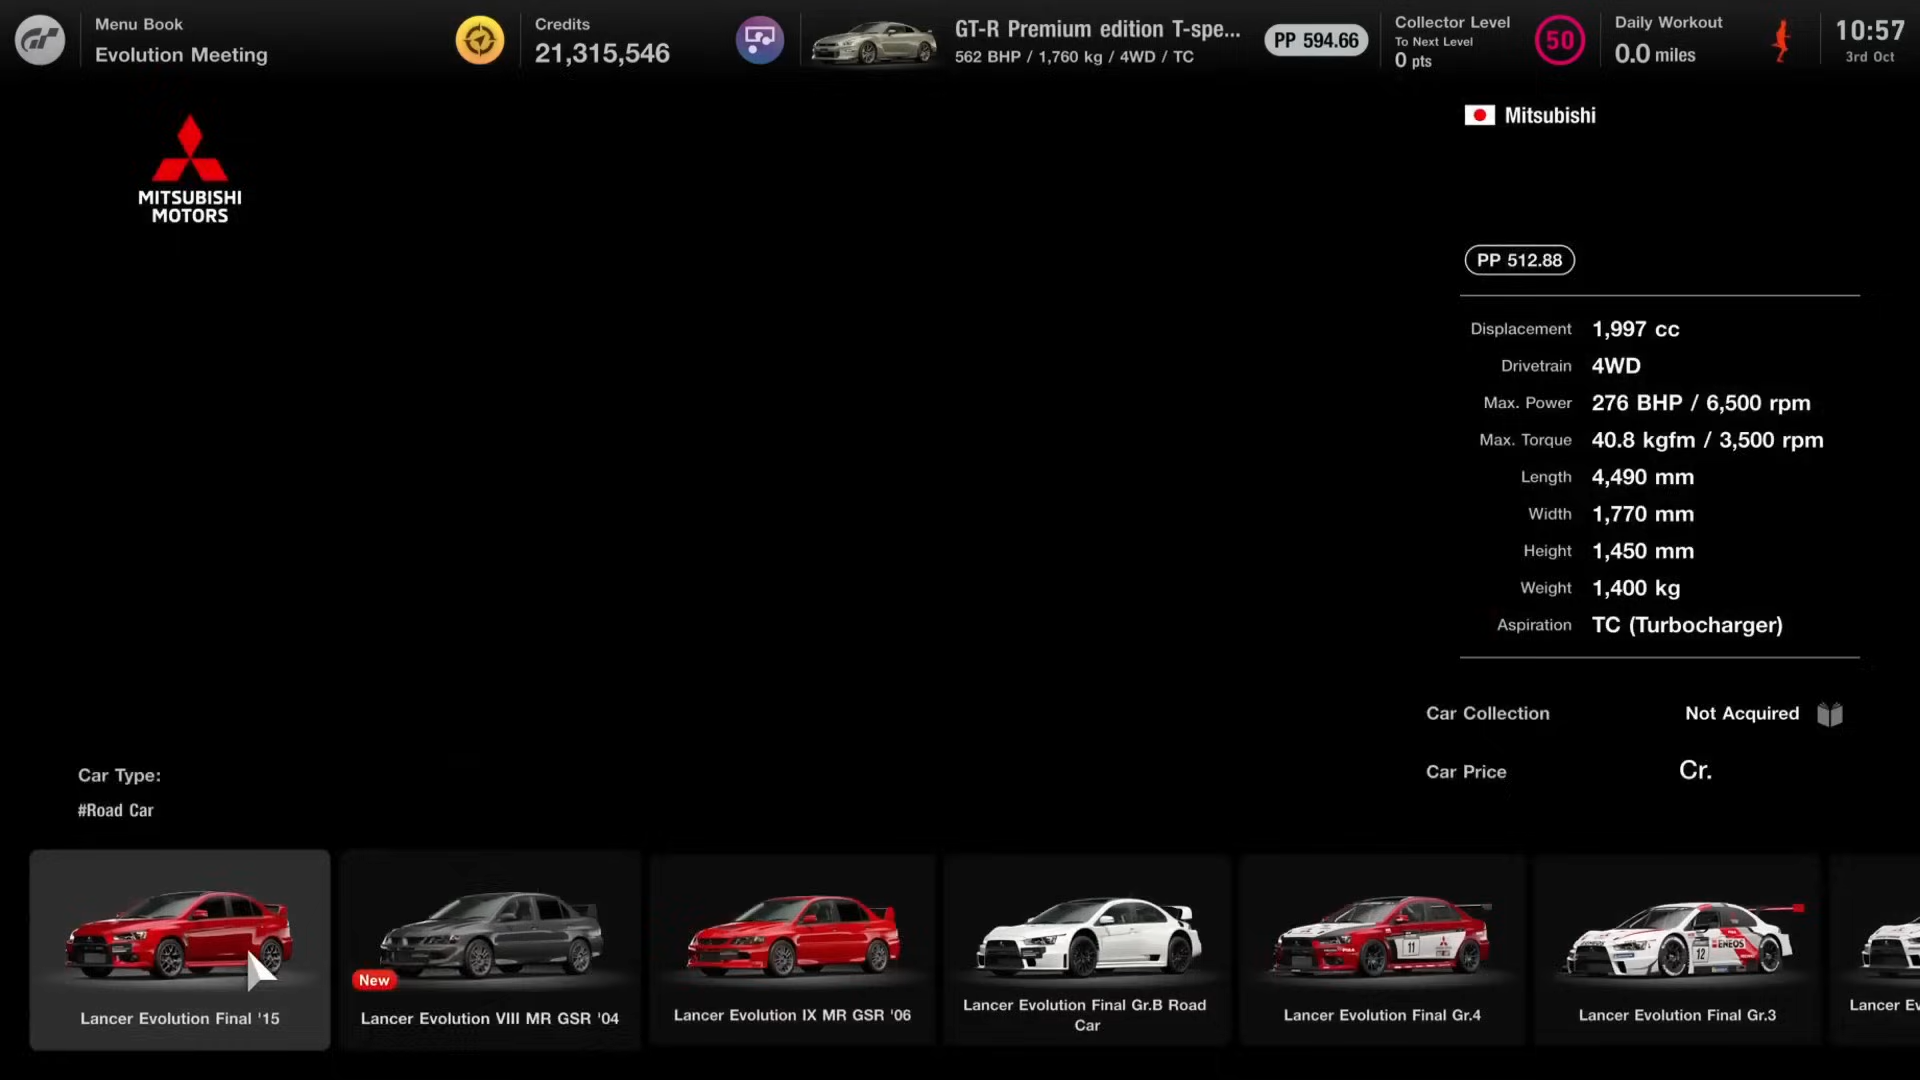 Menu Book
Evolution Meeting
Credits
21,315,546
GT-R Premium edition T-spe...
562 BHP / 1,760 kg / 4WD / TC
PP 594.66
Collector Level
To Next Level
0 pts
50
Daily Workout
0.0 miles
10:57
3rd Oct
MITSUBISHI
MOTORS
Mitsubishi
PP 512.88
Displacement 1,997 cc
Drivetrain 4WD
Max. Power 276 BHP / 6,500 rpm
Max. Torque 40.8 kgfm / 3,500 rpm
Length 4,490 mm
Width 1,770 mm
Height 1,450 mm
Weight 1,400 kg
Aspiration TC (Turbocharger)
Car Collection Not Acquired
Car Price Cr.
Car Type:
#Road Car
Lancer Evolution Final '15
New
Lancer Evolution VIII MR GSR '04
Lancer Evolution IX MR GSR '06
Lancer Evolution Final Gr.B Road
Car
11
Lancer Evolution Final Gr.4
12
ENEOS
Lancer Evolution Final Gr.3
Lancer Ev